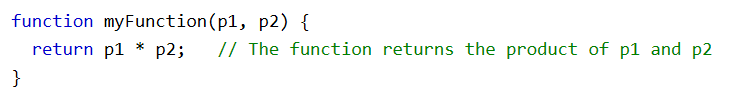 function myFunction(p1, p2) {
  return p1 * p2;   // The function returns the product of p1 and p2
}